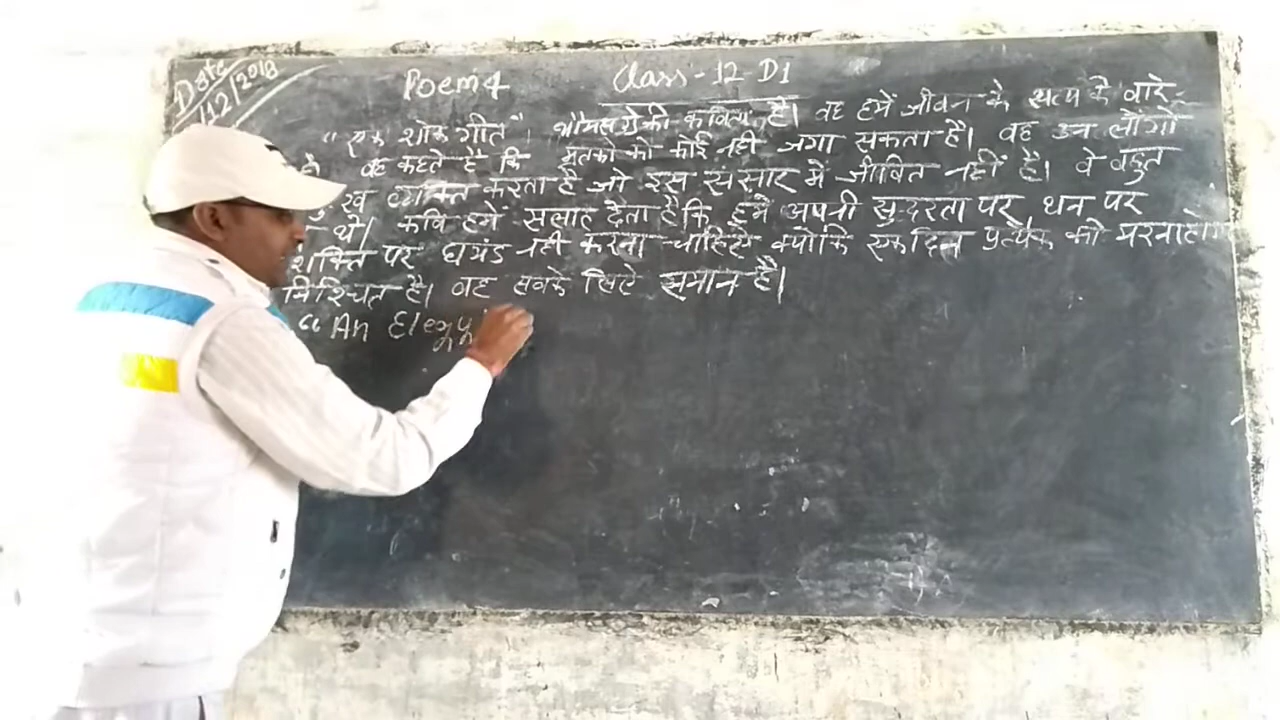 Date
/12/2018
Poem 4 Class-12-D1
"एक शोक गीत", थॉमस ग्रे की कविता है। वह हमें जीवन के सत्य के बारे
वह कहते है कि मृतको को कोई नही जगा सकता है। वह उन लोगों
व्यक्ति करता है जो इस संसार में जीवित नहीं है। वे बहुत
थे। कवि हमे सलाह देता है कि, हमें अपनी सुन्दरता पर, धन पर
शक्ति पर घमंड नही करना चाहिए क्योंकि एक दिन प्रत्येक को मरना
निश्चित है। वह सबके लिए समान है।
"An Elegy